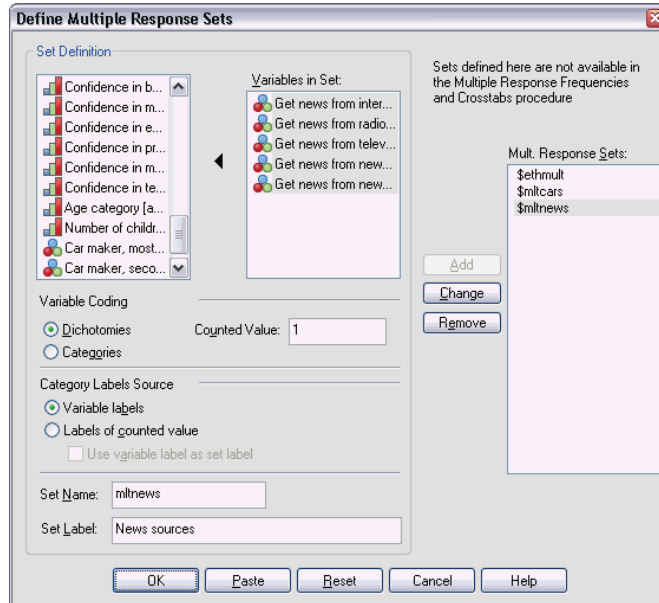 Define Multiple Response Sets
Set Definition
Confidence in b...
Confidence in m...
Confidence in e...
Confidence in pr...
Confidence in m...
Confidence in te...
Age category [a...
Number of childr...
Car maker, most...
Car maker, seco...
Variables in Set:
Get news from inter...
Get news from radio...
Get news from telev...
Get news from new...
Get news from new...
Sets defined here are not available in
the Multiple Response Frequencies
and Crosstabs procedure
Mult. Response Sets:
$ethmult
$mltcars
$mltnews
Add
Change
Remove
Variable Coding
Dichotomies
Counted Value: 1
Categories
Category Labels Source
Variable labels
Labels of counted value
Use variable label as set label
Set Name: mltnews
Set Label: News sources
OK Paste Reset Cancel Help